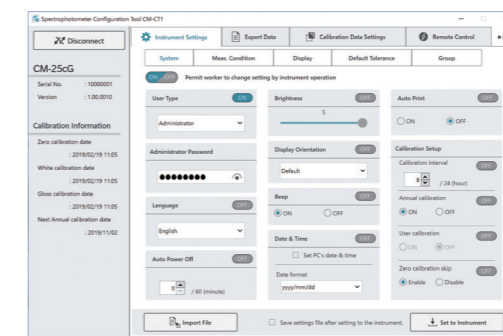 Spectrophotometer Configuration Tool CM-CT1
Disconnect
CM-25cG
Serial No. : 10000001
Version : 1.00.0010
Calibration Information
Zero calibration date
: 2019/02/19 11:05
White calibration date
: 2019/02/19 11:05
Gloss calibration date
: 2019/02/19 11:05
Next Annual calibration date
: 2019/11/02
Instrument Settings
Export Data
Calibration Data Settings
Remote Control
System
Meas. Condition
Display
Default Tolerance
Group
ON OFF Permit worker to change setting by instrument operation
User Type ON
Administrator
Administrator Password
Language OFF
English
Auto Power Off OFF
0 / 60 (minute)
Brightness OFF
5
Display Orientation OFF
Default
Beep OFF
ON OFF
Date & Time OFF
Set PC's date & time
Date format
yyyy/mm/dd
Auto Print OFF
ON OFF
Calibration Setup
Calibration interval OFF
8 / 24 (hour)
Annual calibration OFF
ON OFF
User calibration OFF
ON OFF
Zero calibration skip OFF
Enable Disable
Import File
Save settings file after setting to the instrument.
Set to Instrument